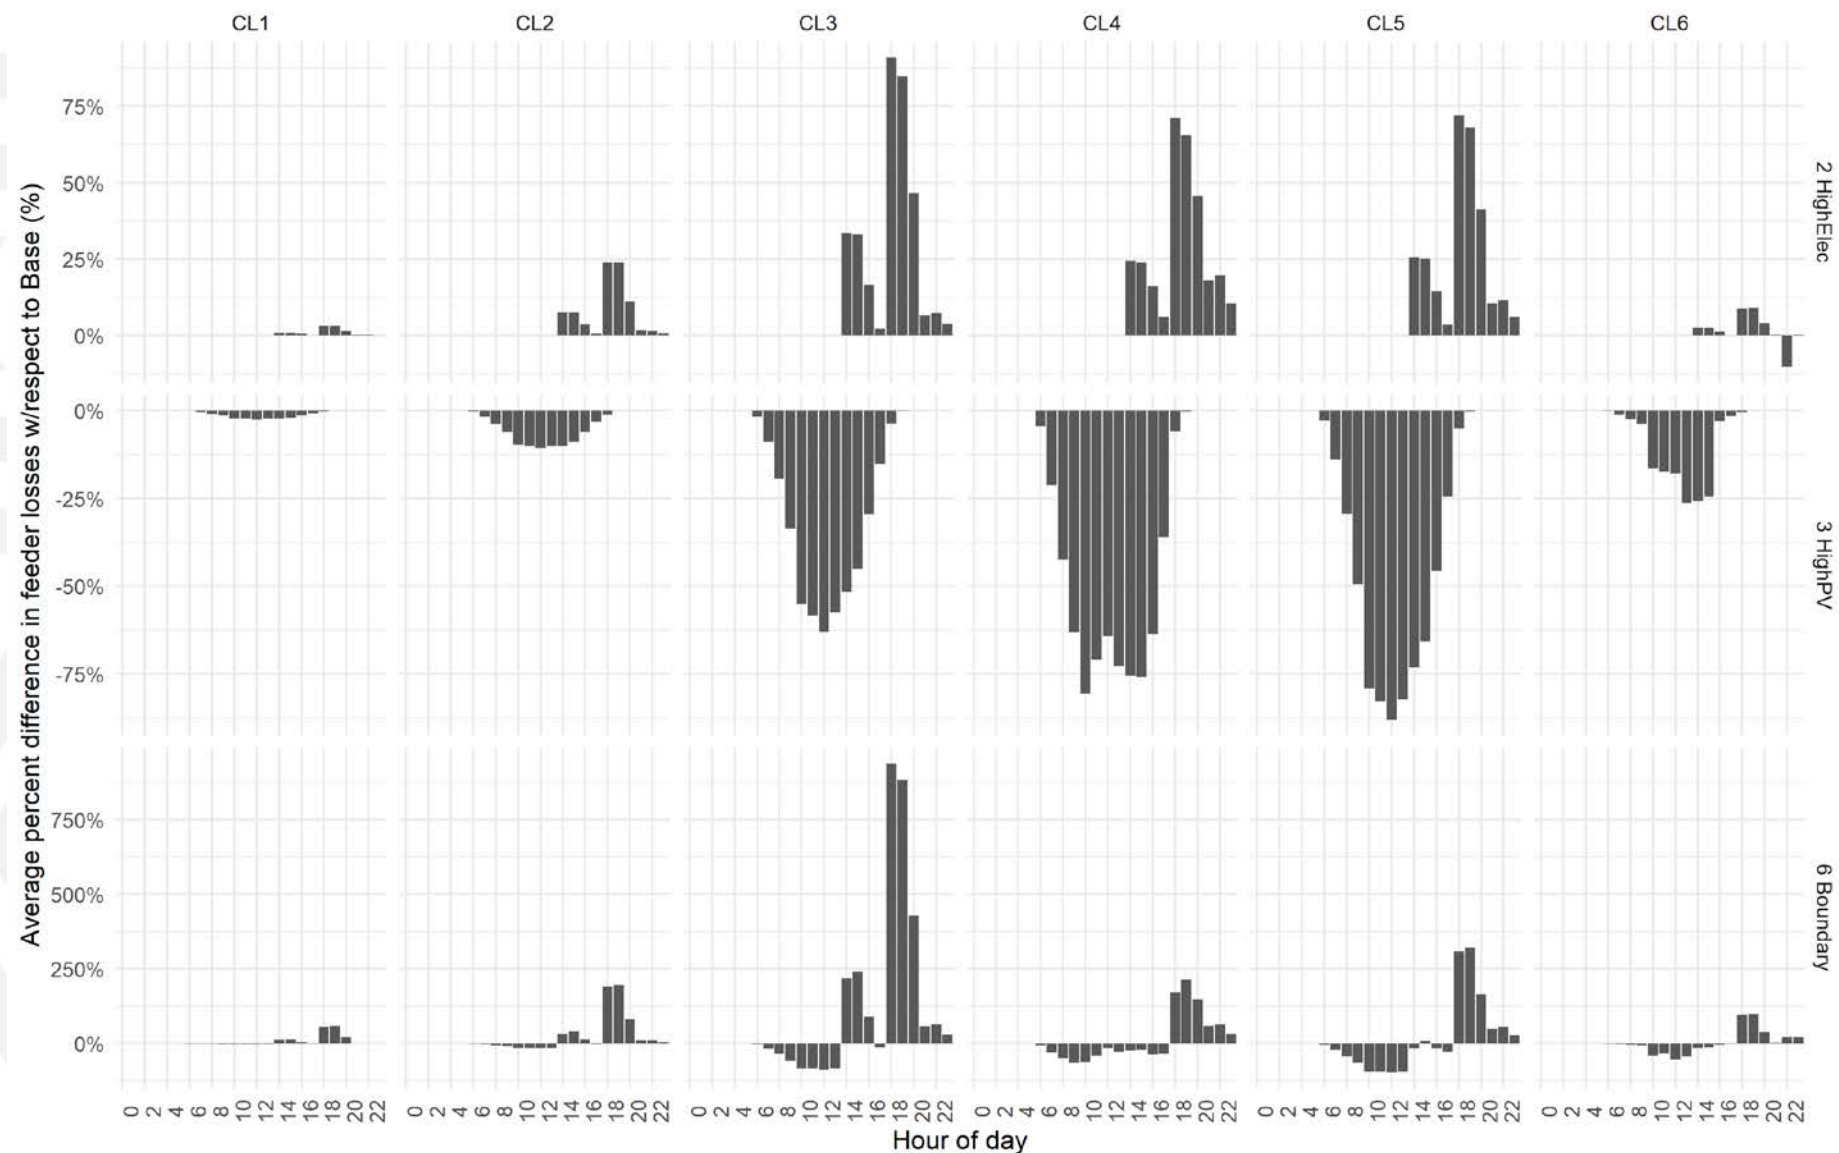 CL1 CL2 CL3 CL4 CL5 CL6
Average percent difference in feeder losses w/respect to Base (%)
75%
50%
25%
0%
2 HighElec
0%
-25%
-50%
-75%
3 HighPV
750%
500%
250%
0%
6 Boundary
0 2 4 6 8 10 12 14 16 18 20 22 0 2 4 6 8 10 12 14 16 18 20 22 0 2 4 6 8 10 12 14 16 18 20 22 0 2 4 6 8 10 12 14 16 18 20 22 0 2 4 6 8 10 12 14 16 18 20 22 0 2 4 6 8 10 12 14 16 18 20 22
Hour of day